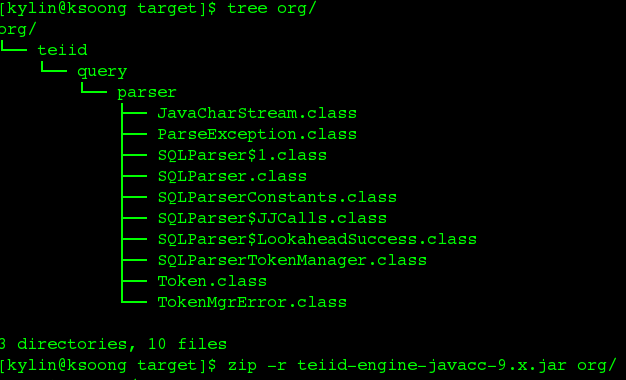 [kylin@ksoong target]$ tree org/
org/
└── teiid
    └── query
        └── parser
            ├── JavaCharStream.class
            ├── ParseException.class
            ├── SQLParser$1.class
            ├── SQLParser.class
            ├── SQLParserConstants.class
            ├── SQLParser$JJCalls.class
            ├── SQLParser$LookaheadSuccess.class
            ├── SQLParserTokenManager.class
            ├── Token.class
            └── TokenMgrError.class
3 directories, 10 files
[kylin@ksoong target]$ zip -r teiid-engine-javacc-9.x.jar org/